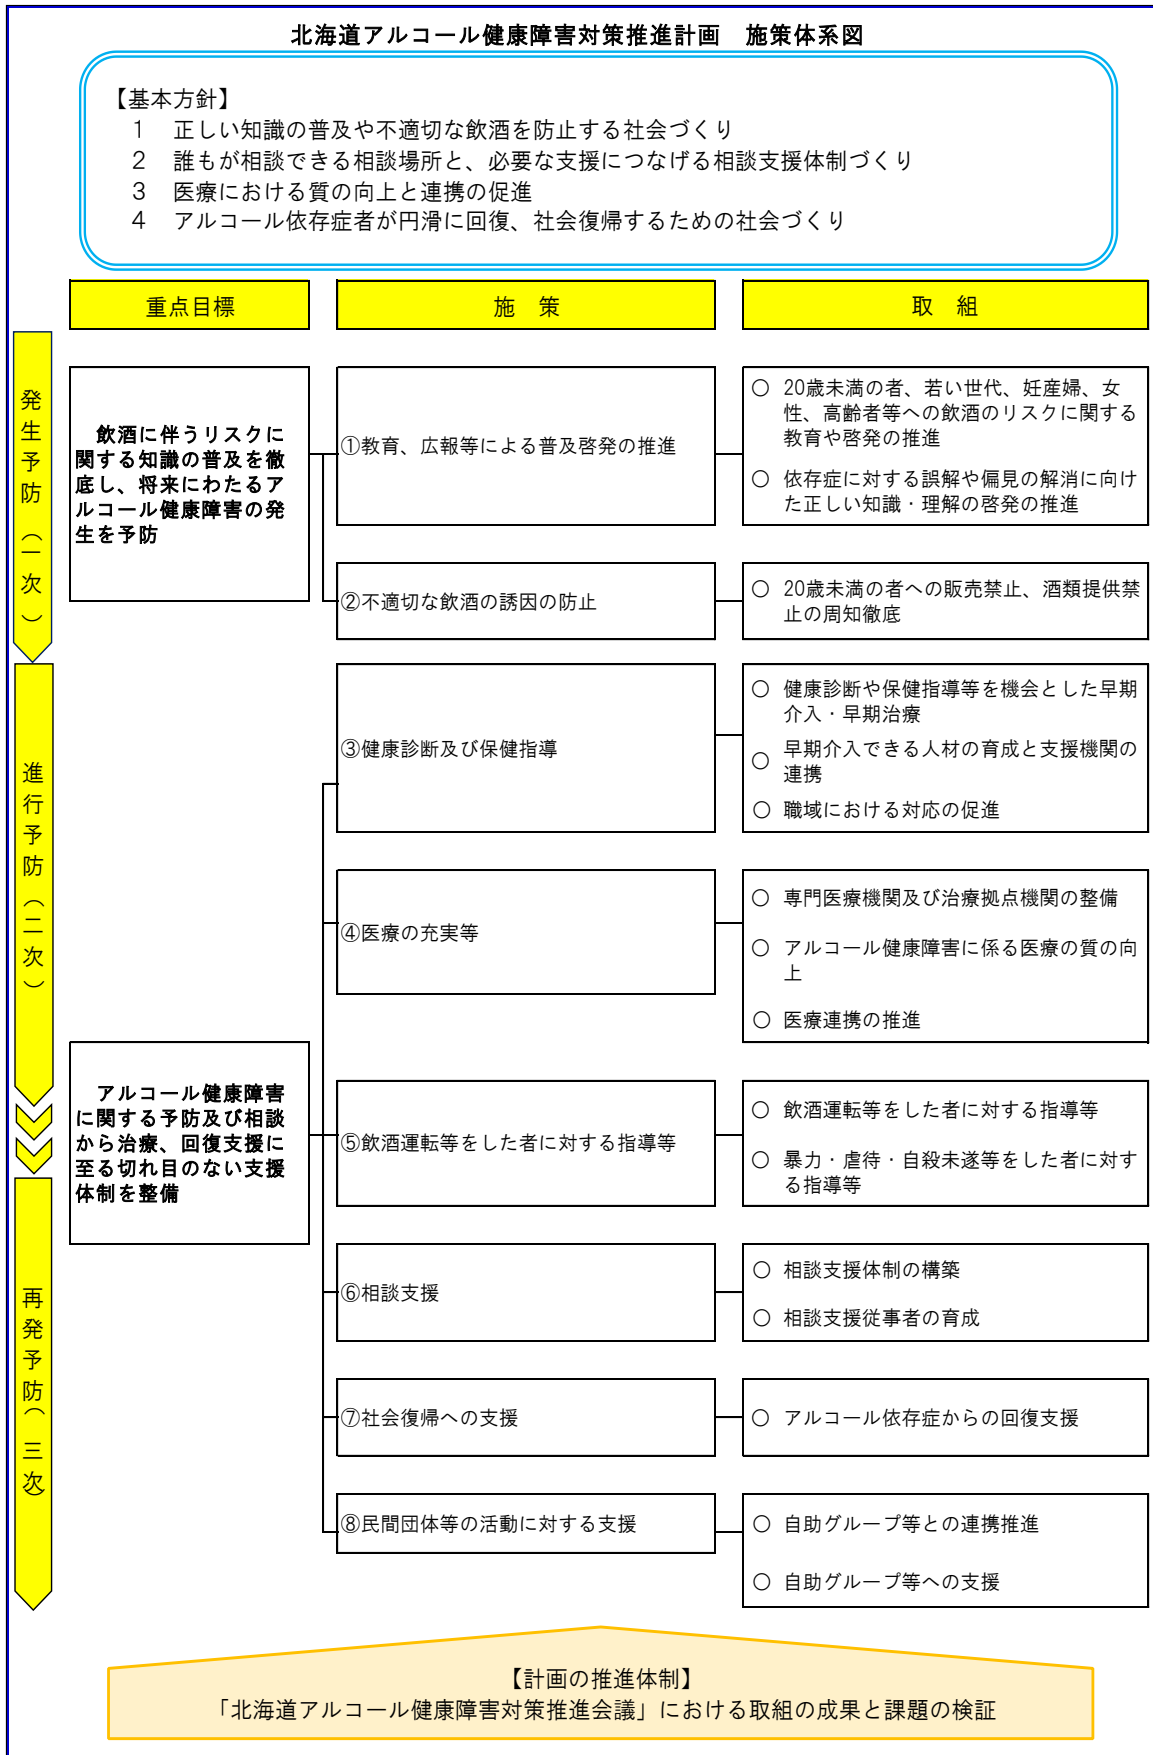 北海道アルコール健康障害対策推進計画　施策体系図
【基本方針】
1　正しい知識の普及や不適切な飲酒を防止する社会づくり
2　誰もが相談できる相談場所と、必要な支援につなげる相談支援体制づくり
3　医療における質の向上と連携の促進
4　アルコール依存症者が円滑に回復、社会復帰するための社会づくり
重点目標
施　策
取　組
発生予防（一次）
飲酒に伴うリスクに
関する知識の普及を徹
底し、将来にわたるア
ルコール健康障害の発
生を予防
①教育、広報等による普及啓発の推進
○ 20歳未満の者、若い世代、妊産婦、女
性、高齢者等への飲酒のリスクに関する
教育や啓発の推進
○ 依存症に対する誤解や偏見の解消に向け
た正しい知識・理解の啓発の推進
②不適切な飲酒の誘因の防止
○ 20歳未満の者への販売禁止、酒類提供禁
止の周知徹底
進行予防（二次）
③健康診断及び保健指導
○ 健康診断や保健指導等を機会とした早期
介入・早期治療
○ 早期介入できる人材の育成と支援機関の
連携
○ 職域における対応の促進
④医療の充実等
○ 専門医療機関及び治療拠点機関の整備
○ アルコール健康障害に係る医療の質の向
上
○ 医療連携の推進
アルコール健康障害
に関する予防及び相談
から治療、回復支援に
至る切れ目のない支援
体制を整備
⑤飲酒運転等をした者に対する指導等
○ 飲酒運転等をした者に対する指導等
○ 暴力・虐待・自殺未遂等をした者に対す
る指導等
再発予防（三次）
⑥相談支援
○ 相談支援体制の構築
○ 相談支援従事者の育成
⑦社会復帰への支援
○ アルコール依存症からの回復支援
⑧民間団体等の活動に対する支援
○ 自助グループ等との連携推進
○ 自助グループ等への支援
【計画の推進体制】
「北海道アルコール健康障害対策推進会議」における取組の成果と課題の検証